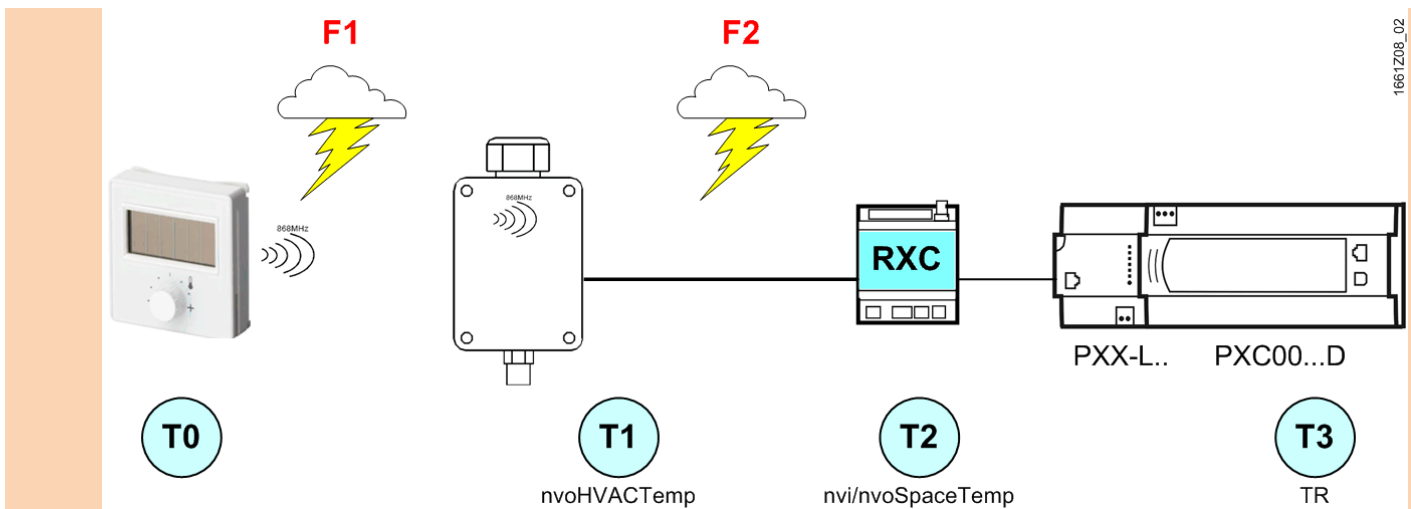 F1
F2
1661Z08_02
868MHz
868MHz
RXC
PXX-L..
PXC00...D
T0
T1
T2
T3
nvoHVACTemp
nvi/nvoSpaceTemp
TR